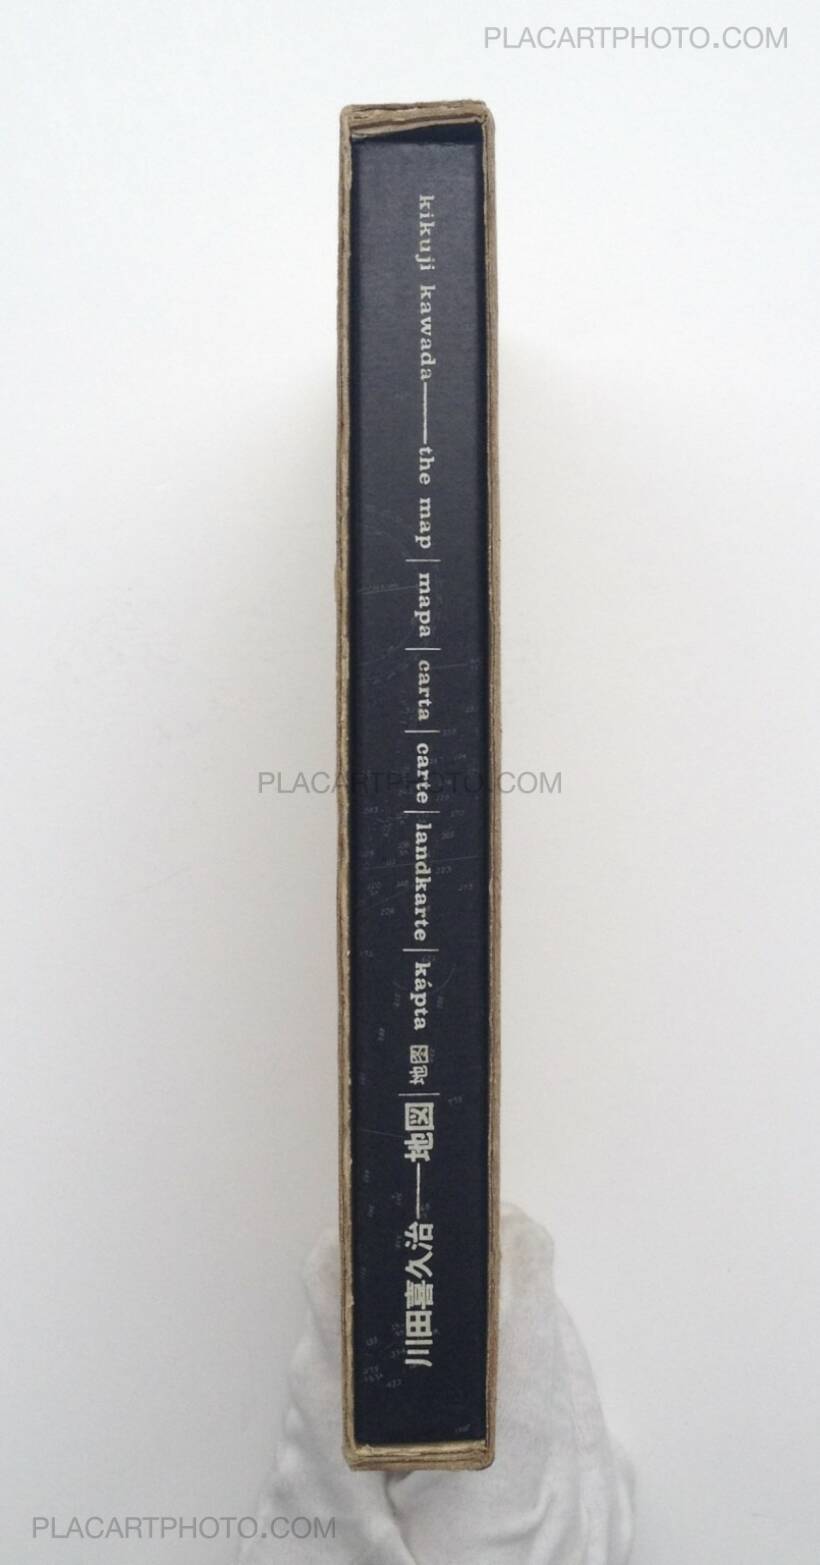 PLACARTPHOTO.COM
kikuji kawada——the map | mapa | carta | carte | landkarte | kápta 地図 | 地図——川田喜久治
PLACARTPHOTO.COM
PLACARTPHOTO.COM